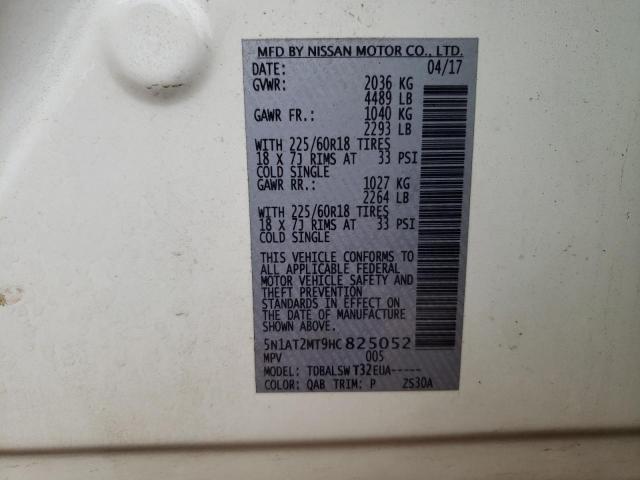 MFD BY NISSAN MOTOR CO., LTD.
DATE: 04/17
GVWR: 2036 KG
4489 LB
GAWR FR.: 1040 KG
2293 LB
WITH 225/60R18 TIRES
18 X 7J RIMS AT 33 PSI
COLD SINGLE
GAWR RR.: 1027 KG
2264 LB
WITH 225/60R18 TIRES
18 X 7J RIMS AT 33 PSI
COLD SINGLE
THIS VEHICLE CONFORMS TO
ALL APPLICABLE FEDERAL
MOTOR VEHICLE SAFETY AND
THEFT PREVENTION
STANDARDS IN EFFECT ON
THE DATE OF MANUFACTURE
SHOWN ABOVE.
5N1AT2MT9HC825052
MPV 005
MODEL: TDBALSW T32EUA-----
COLOR: QAB TRIM: P ZS30A